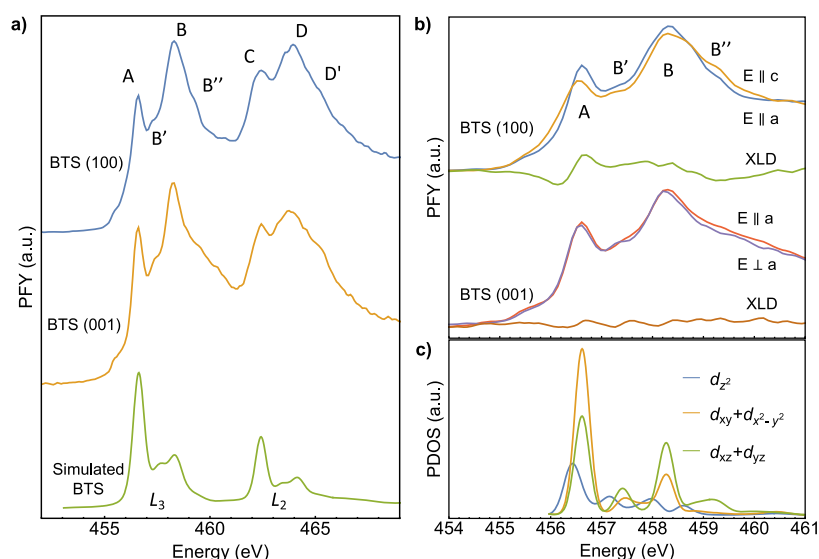 a)
A
B
B'
B''
C
D
D'
BTS (100)
BTS (001)
Simulated
BTS
L3
L2
PFY (a.u.)
455
460
465
Energy (eV)
b)
A
B'
B
B''
E || c
E || a
BTS (100)
XLD
E || a
E ⊥ a
BTS (001)
XLD
PFY (a.u.)
c)
dz²
dxy+dx²-y²
dxz+dyz
PDOS (a.u.)
454 455 456 457 458 459 460 461
Energy (eV)